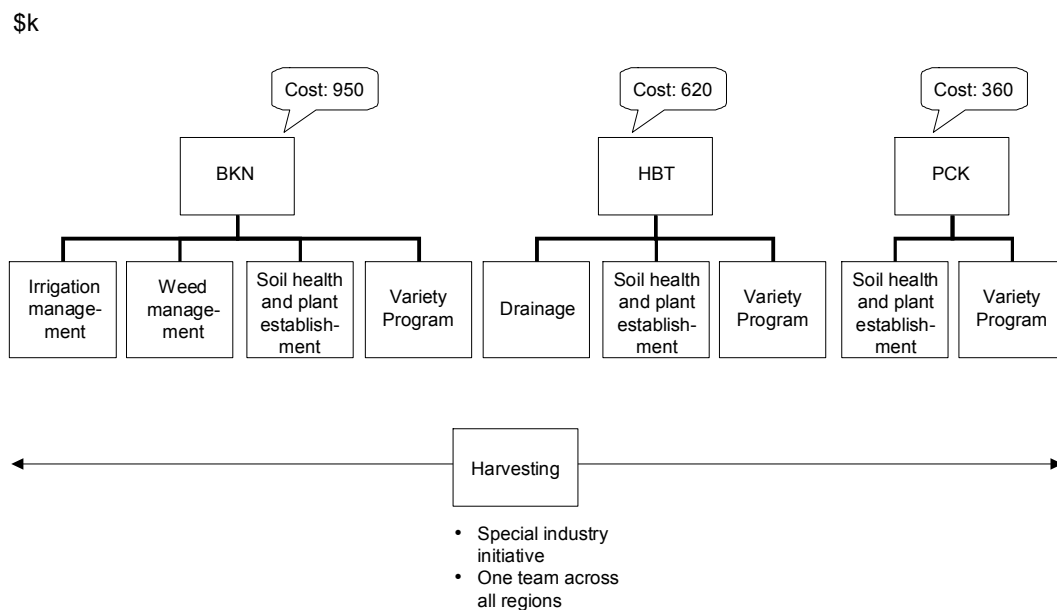 $k
Cost: 950
Cost: 620
Cost: 360
BKN
HBT
PCK
Irrigation
manage-
ment
Weed
manage-
ment
Soil health
and plant
establish-
ment
Variety
Program
Drainage
Soil health
and plant
establish-
ment
Variety
Program
Soil health
and plant
establish-
ment
Variety
Program
Harvesting
• Special industry
initiative
• One team across
all regions